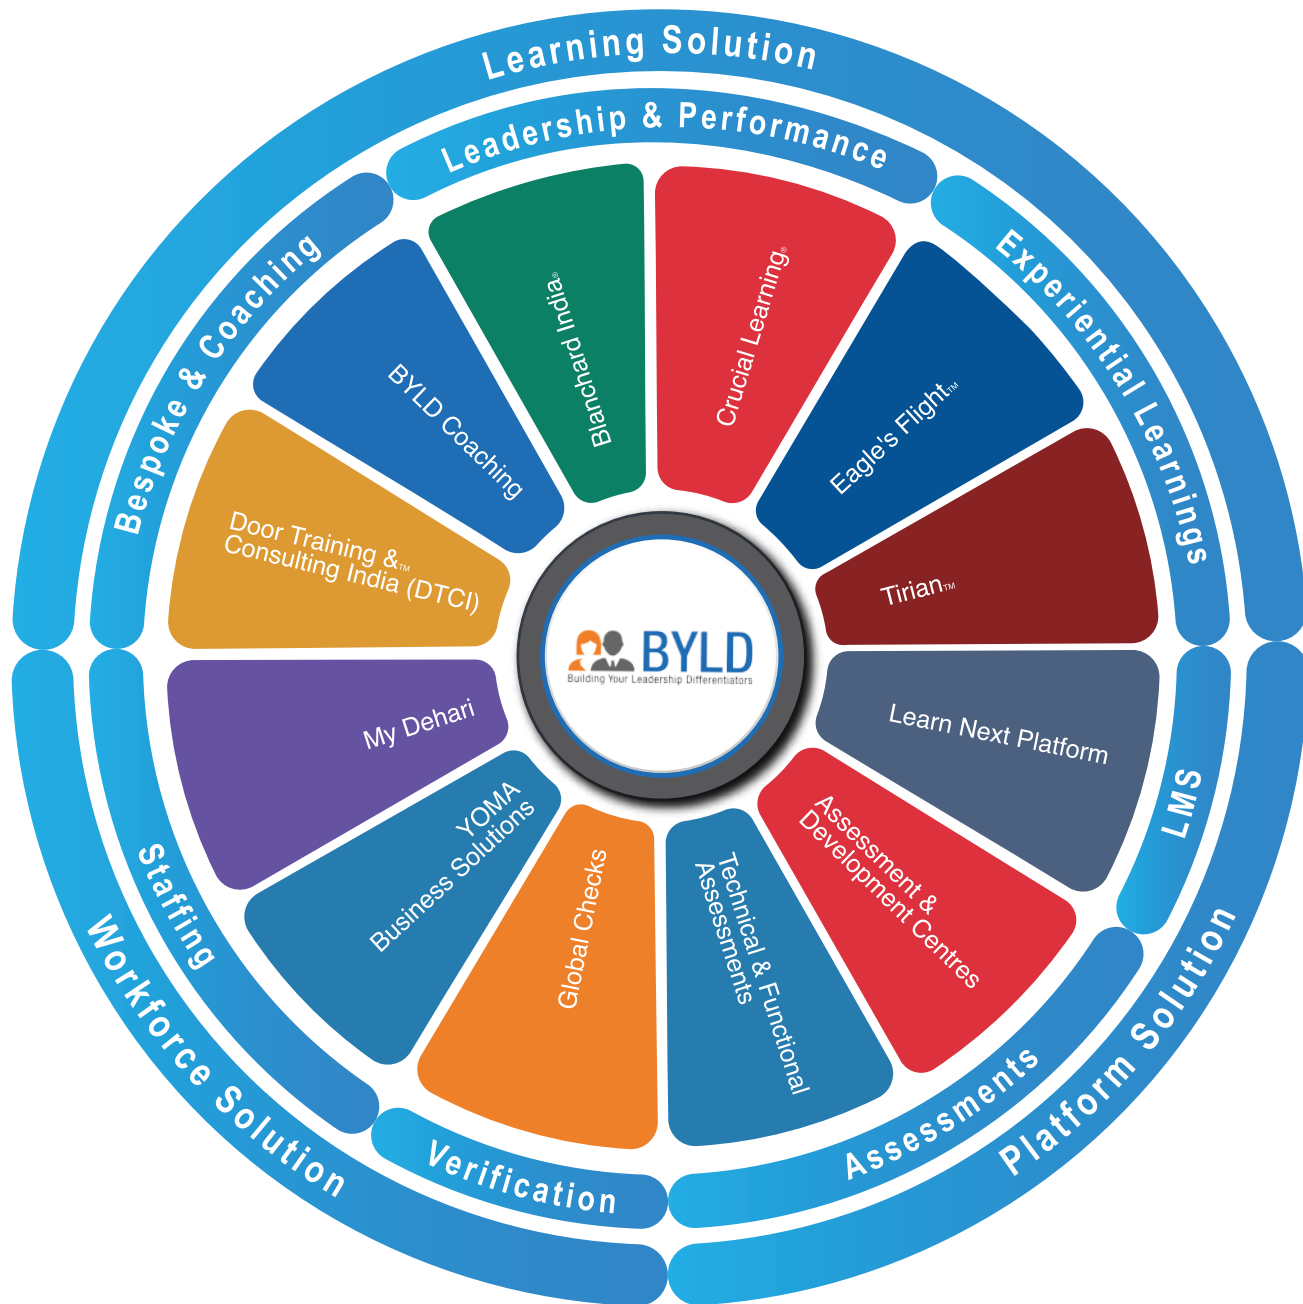 Learning Solution
Leadership & Performance
Bespoke & Coaching
Experiential Learnings
Blanchard India®
Crucial Learning®
BYLD Coaching
Eagle's Flight™
Door Training &™
Consulting India (DTCI)
Tirian™
BYLD
Building Your Leadership Differentiators
My Dehari
Learn Next Platform
YOMA
Business Solutions
Global Checks
Technical & Functional
Assessments
Assessment &
Development Centres
LMS
Staffing
Verification
Assessments
Workforce Solution
Platform Solution